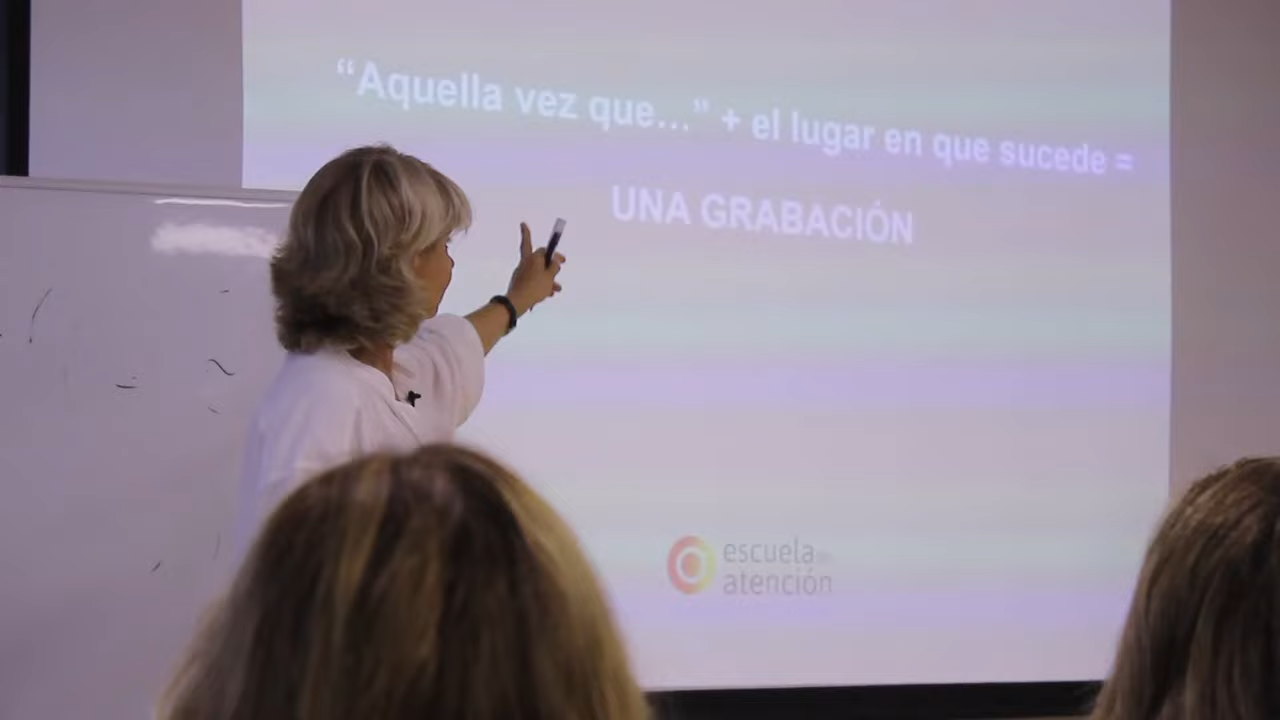 “Aquella vez que...” + el lugar en que sucede =
UNA GRABACIÓN
escuela
atención